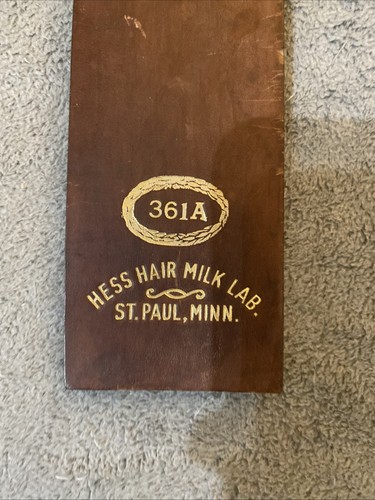 361A
HESS HAIR MILK LAB.
ST. PAUL, MINN.